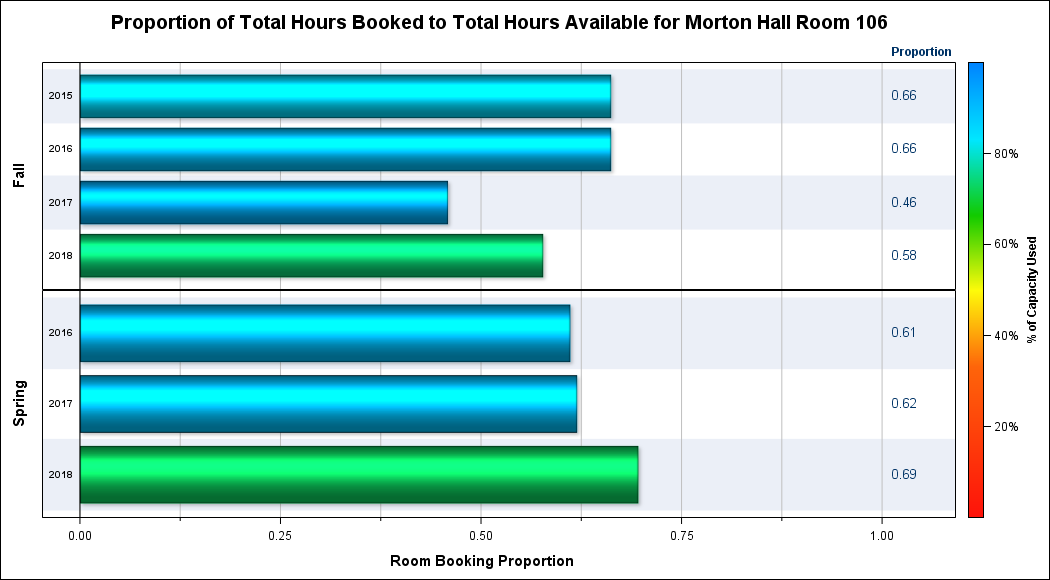 Proportion of Total Hours Booked to Total Hours Available for Morton Hall Room 106
Proportion
Fall
2015 0.66
2016 0.66
2017 0.46
2018 0.58
Spring
2016 0.61
2017 0.62
2018 0.69
0.00 0.25 0.50 0.75 1.00
Room Booking Proportion
80%
60%
40%
20%
% of Capacity Used